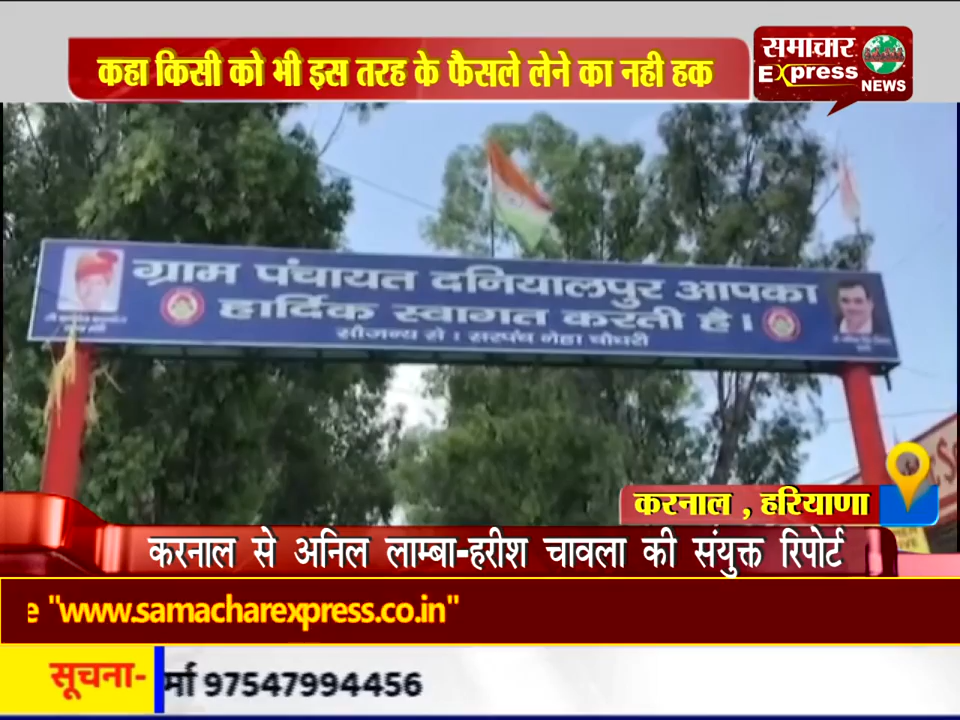 कहा किसी को भी इस तरह के फैसले लेने का नही हक
समाचार
Express
NEWS
ग्राम पंचायत दनियालपुर आपका
हार्दिक स्वागत करती है।
सौजन्य से । सरपंच नेहा चौधरी
करनाल , हरियाणा
करनाल से अनिल लाम्बा-हरीश चावला की संयुक्त रिपोर्ट
e "www.samacharexpress.co.in"
सूचना- र्मा 97547994456